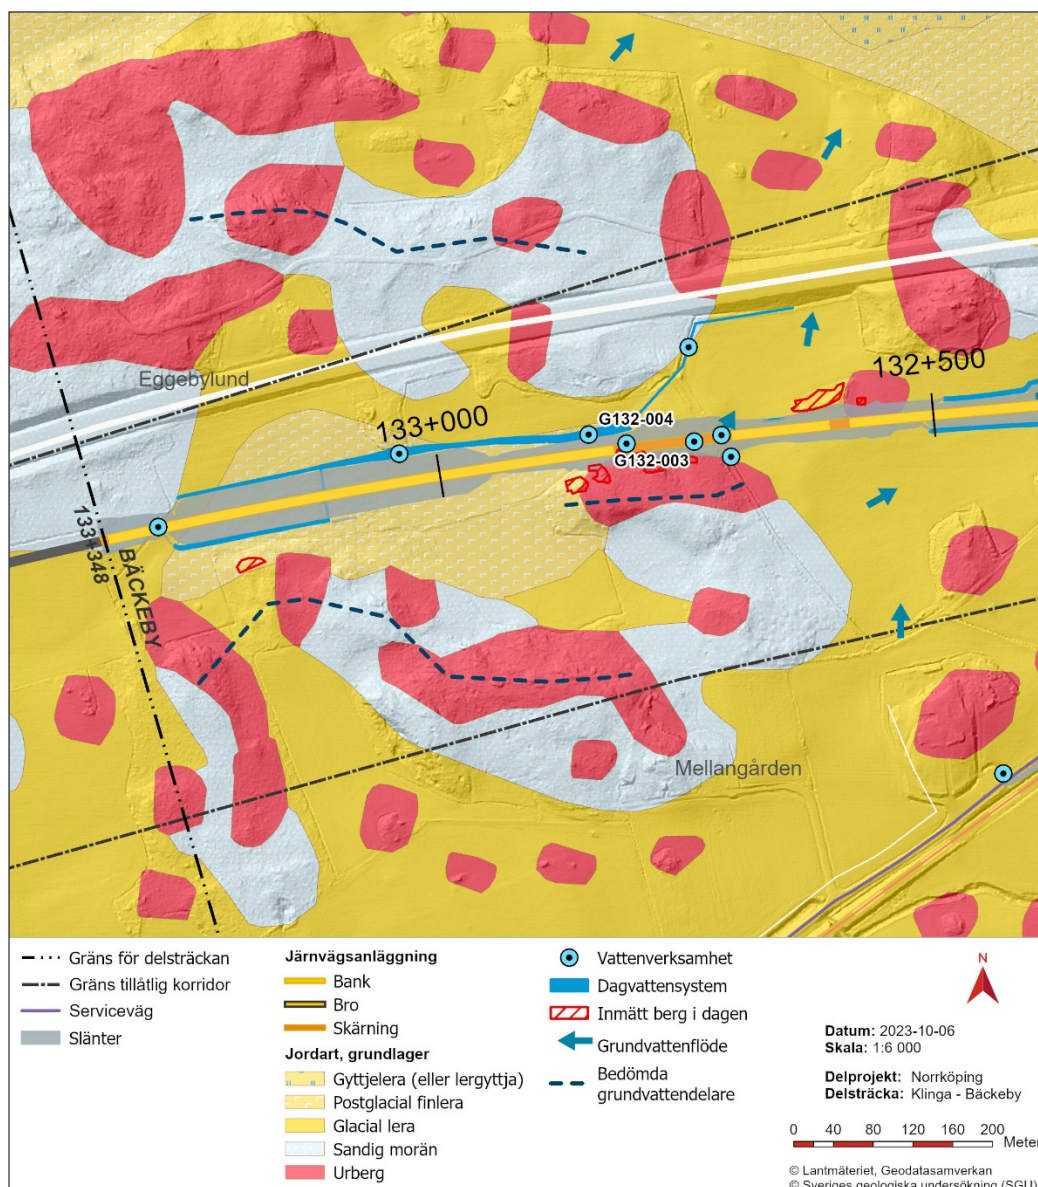 132+500
Eggebylund
133+000
G132-004
G132-003
133+348
BÄCKEBY
Mellangården
Gräns för delsträckan
Gräns tillåtlig korridor
Serviceväg
Slänter
Järnvägsanläggning
Bank
Bro
Skärning
Jordart, grundlager
Gyttjelera (eller lergyttja)
Postglacial finlera
Glacial lera
Sandig morän
Urberg
Vattenverksamhet
Dagvattensystem
Inmätt berg i dagen
Grundvattenflöde
Bedömda
grundvattendelare
N
Datum: 2023-10-06
Skala: 1:6 000
Delprojekt: Norrköping
Delsträcka: Klinga - Bäckeby
0 40 80 120 160 200
Meter
© Lantmäteriet, Geodatasamverkan
© Sveriges geologiska undersökning (SGU)